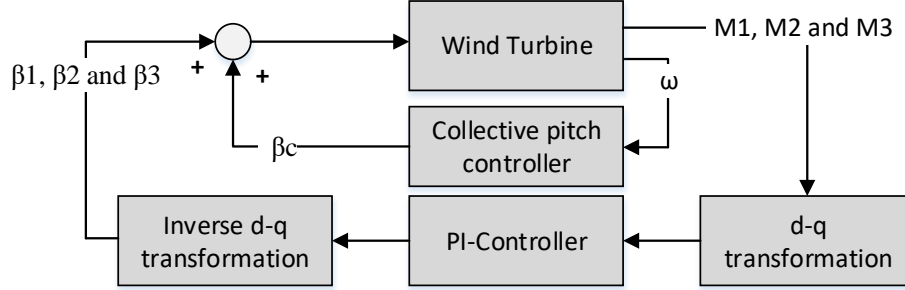 Wind Turbine
M1, M2 and M3
β1, β2 and β3
+
+
ω
Collective pitch
controller
βc
Inverse d-q
transformation
PI-Controller
d-q
transformation